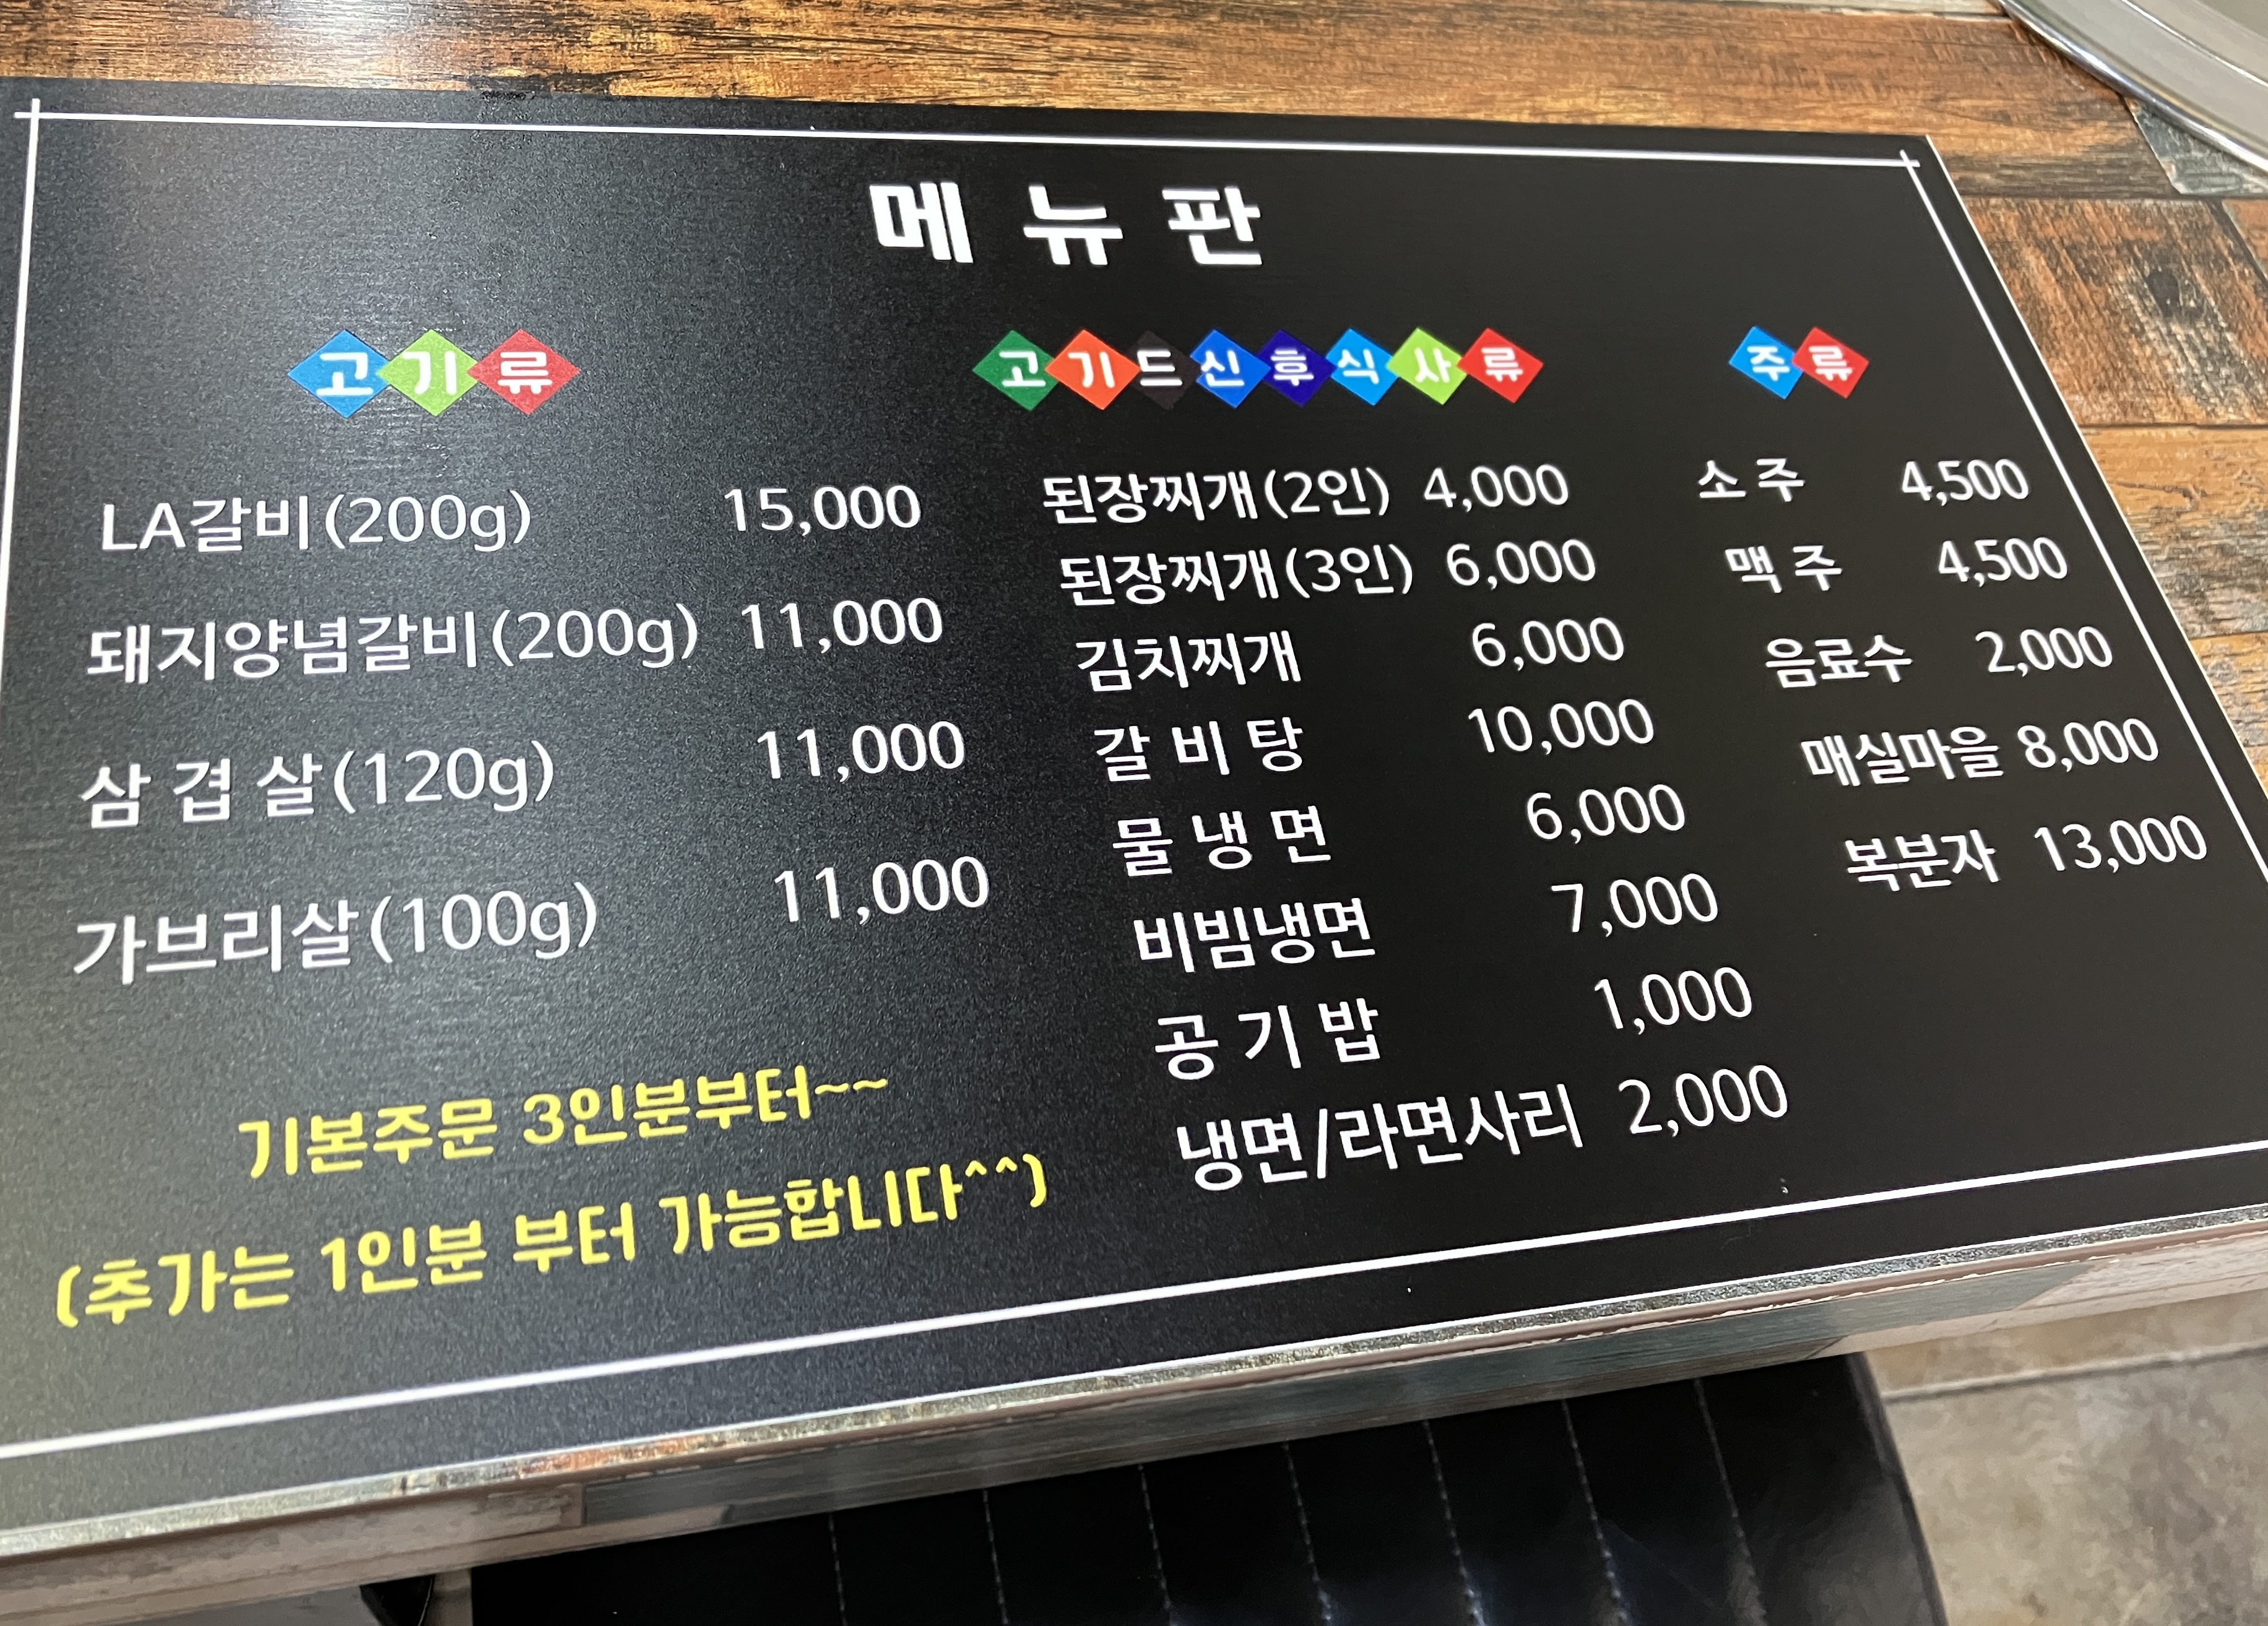 메뉴판
고기류
LA갈비(200g) 15,000
돼지양념갈비(200g) 11,000
삼겹살(120g) 11,000
가브리살(100g) 11,000
기본주문 3인분부터~~
(추가는 1인분 부터 가능합니다^^)
고기드신후식사류
된장찌개(2인) 4,000
된장찌개(3인) 6,000
김치찌개 6,000
갈비탕 10,000
물냉면 6,000
비빔냉면 7,000
공기밥 1,000
냉면/라면사리 2,000
주류
소주 4,500
맥주 4,500
음료수 2,000
매실마을 8,000
복분자 13,000